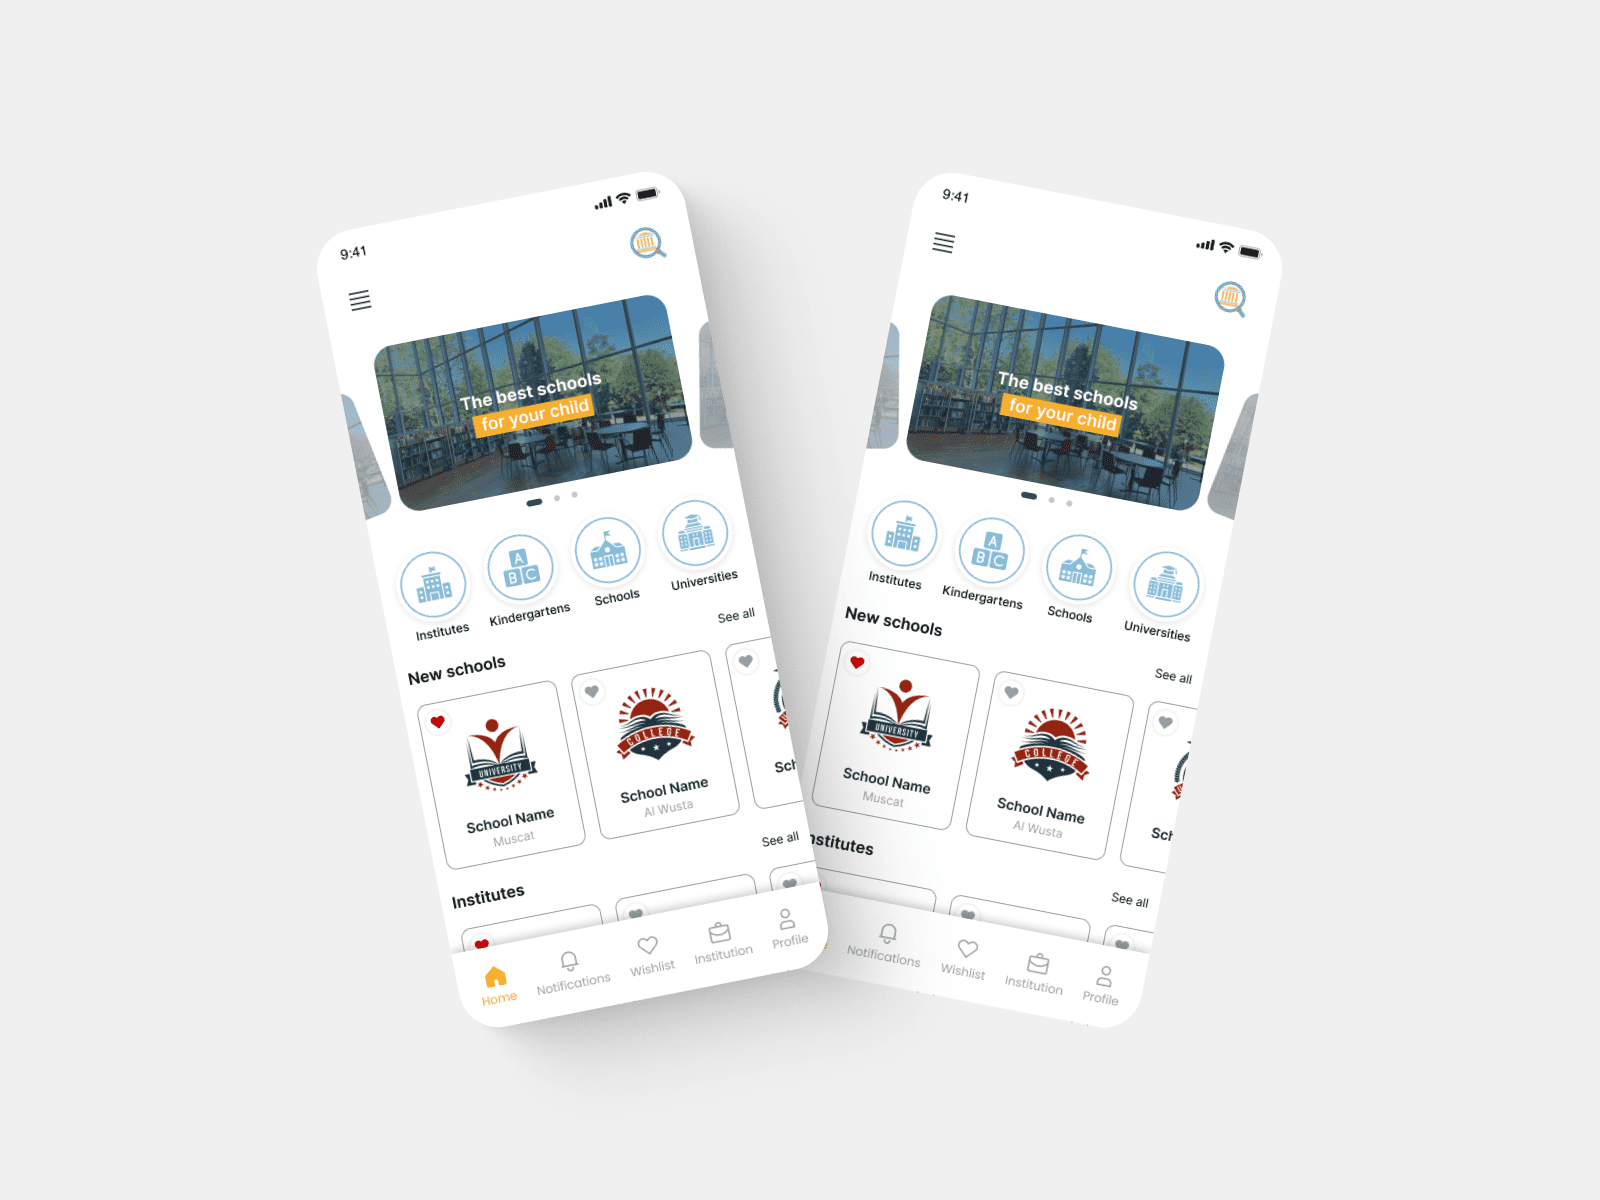 9:41
The best schools
for your child
Institutes
Kindergartens
Schools
Universities
New schools
See all
UNIVERSITY
School Name
Muscat
COLLEGE
School Name
Al Wusta
Sch
Institutes
See all
Home
Notifications
Wishlist
Institution
Profile
9:41
The best schools
for your child
Institutes
Kindergartens
Schools
Universities
New schools
See all
UNIVERSITY
School Name
Muscat
COLLEGE
School Name
Al Wusta
Sch
nstitutes
See all
Notifications
Wishlist
Institution
Profile
A
B C
A
B C